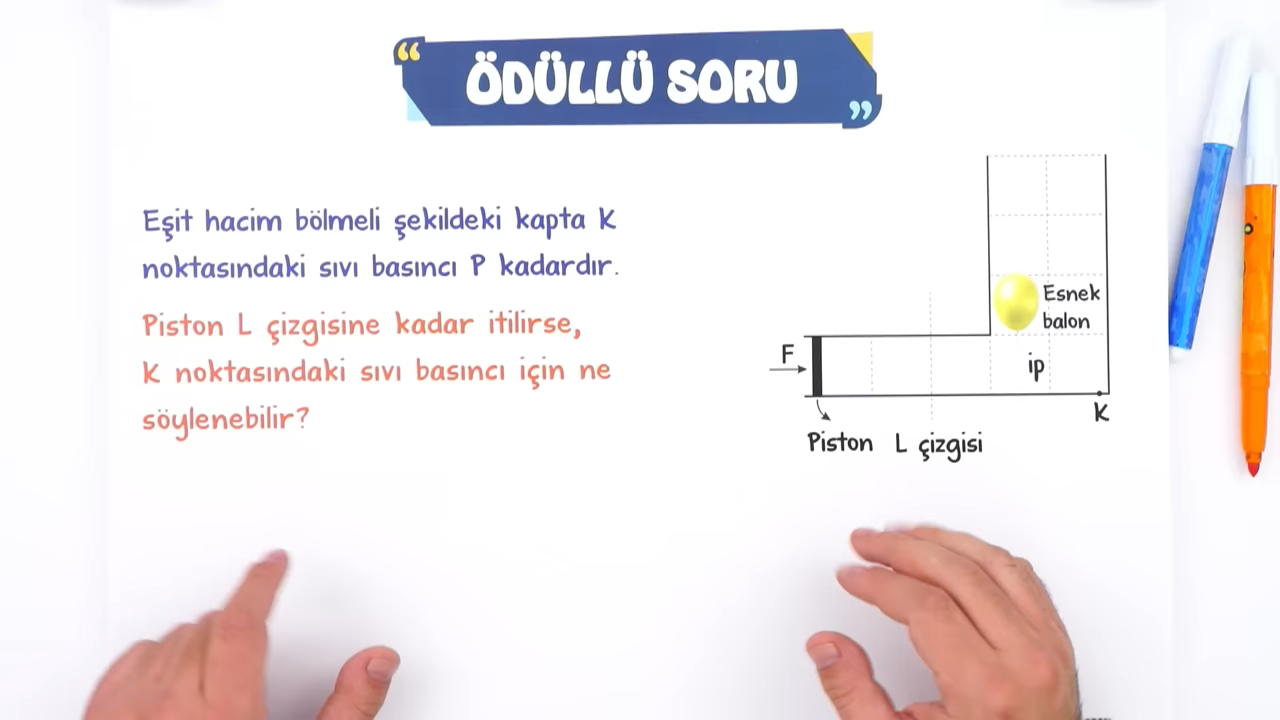 “ ÖDÜLLÜ SORU ”
Eşit hacim bölmeli şekildeki kapta K
noktasındaki sıvı basıncı P kadardır.
Piston L çizgisine kadar itilirse,
K noktasındaki sıvı basıncı için ne
söylenebilir?
Esnek
balon
F
ip
K
Piston
L çizgisi